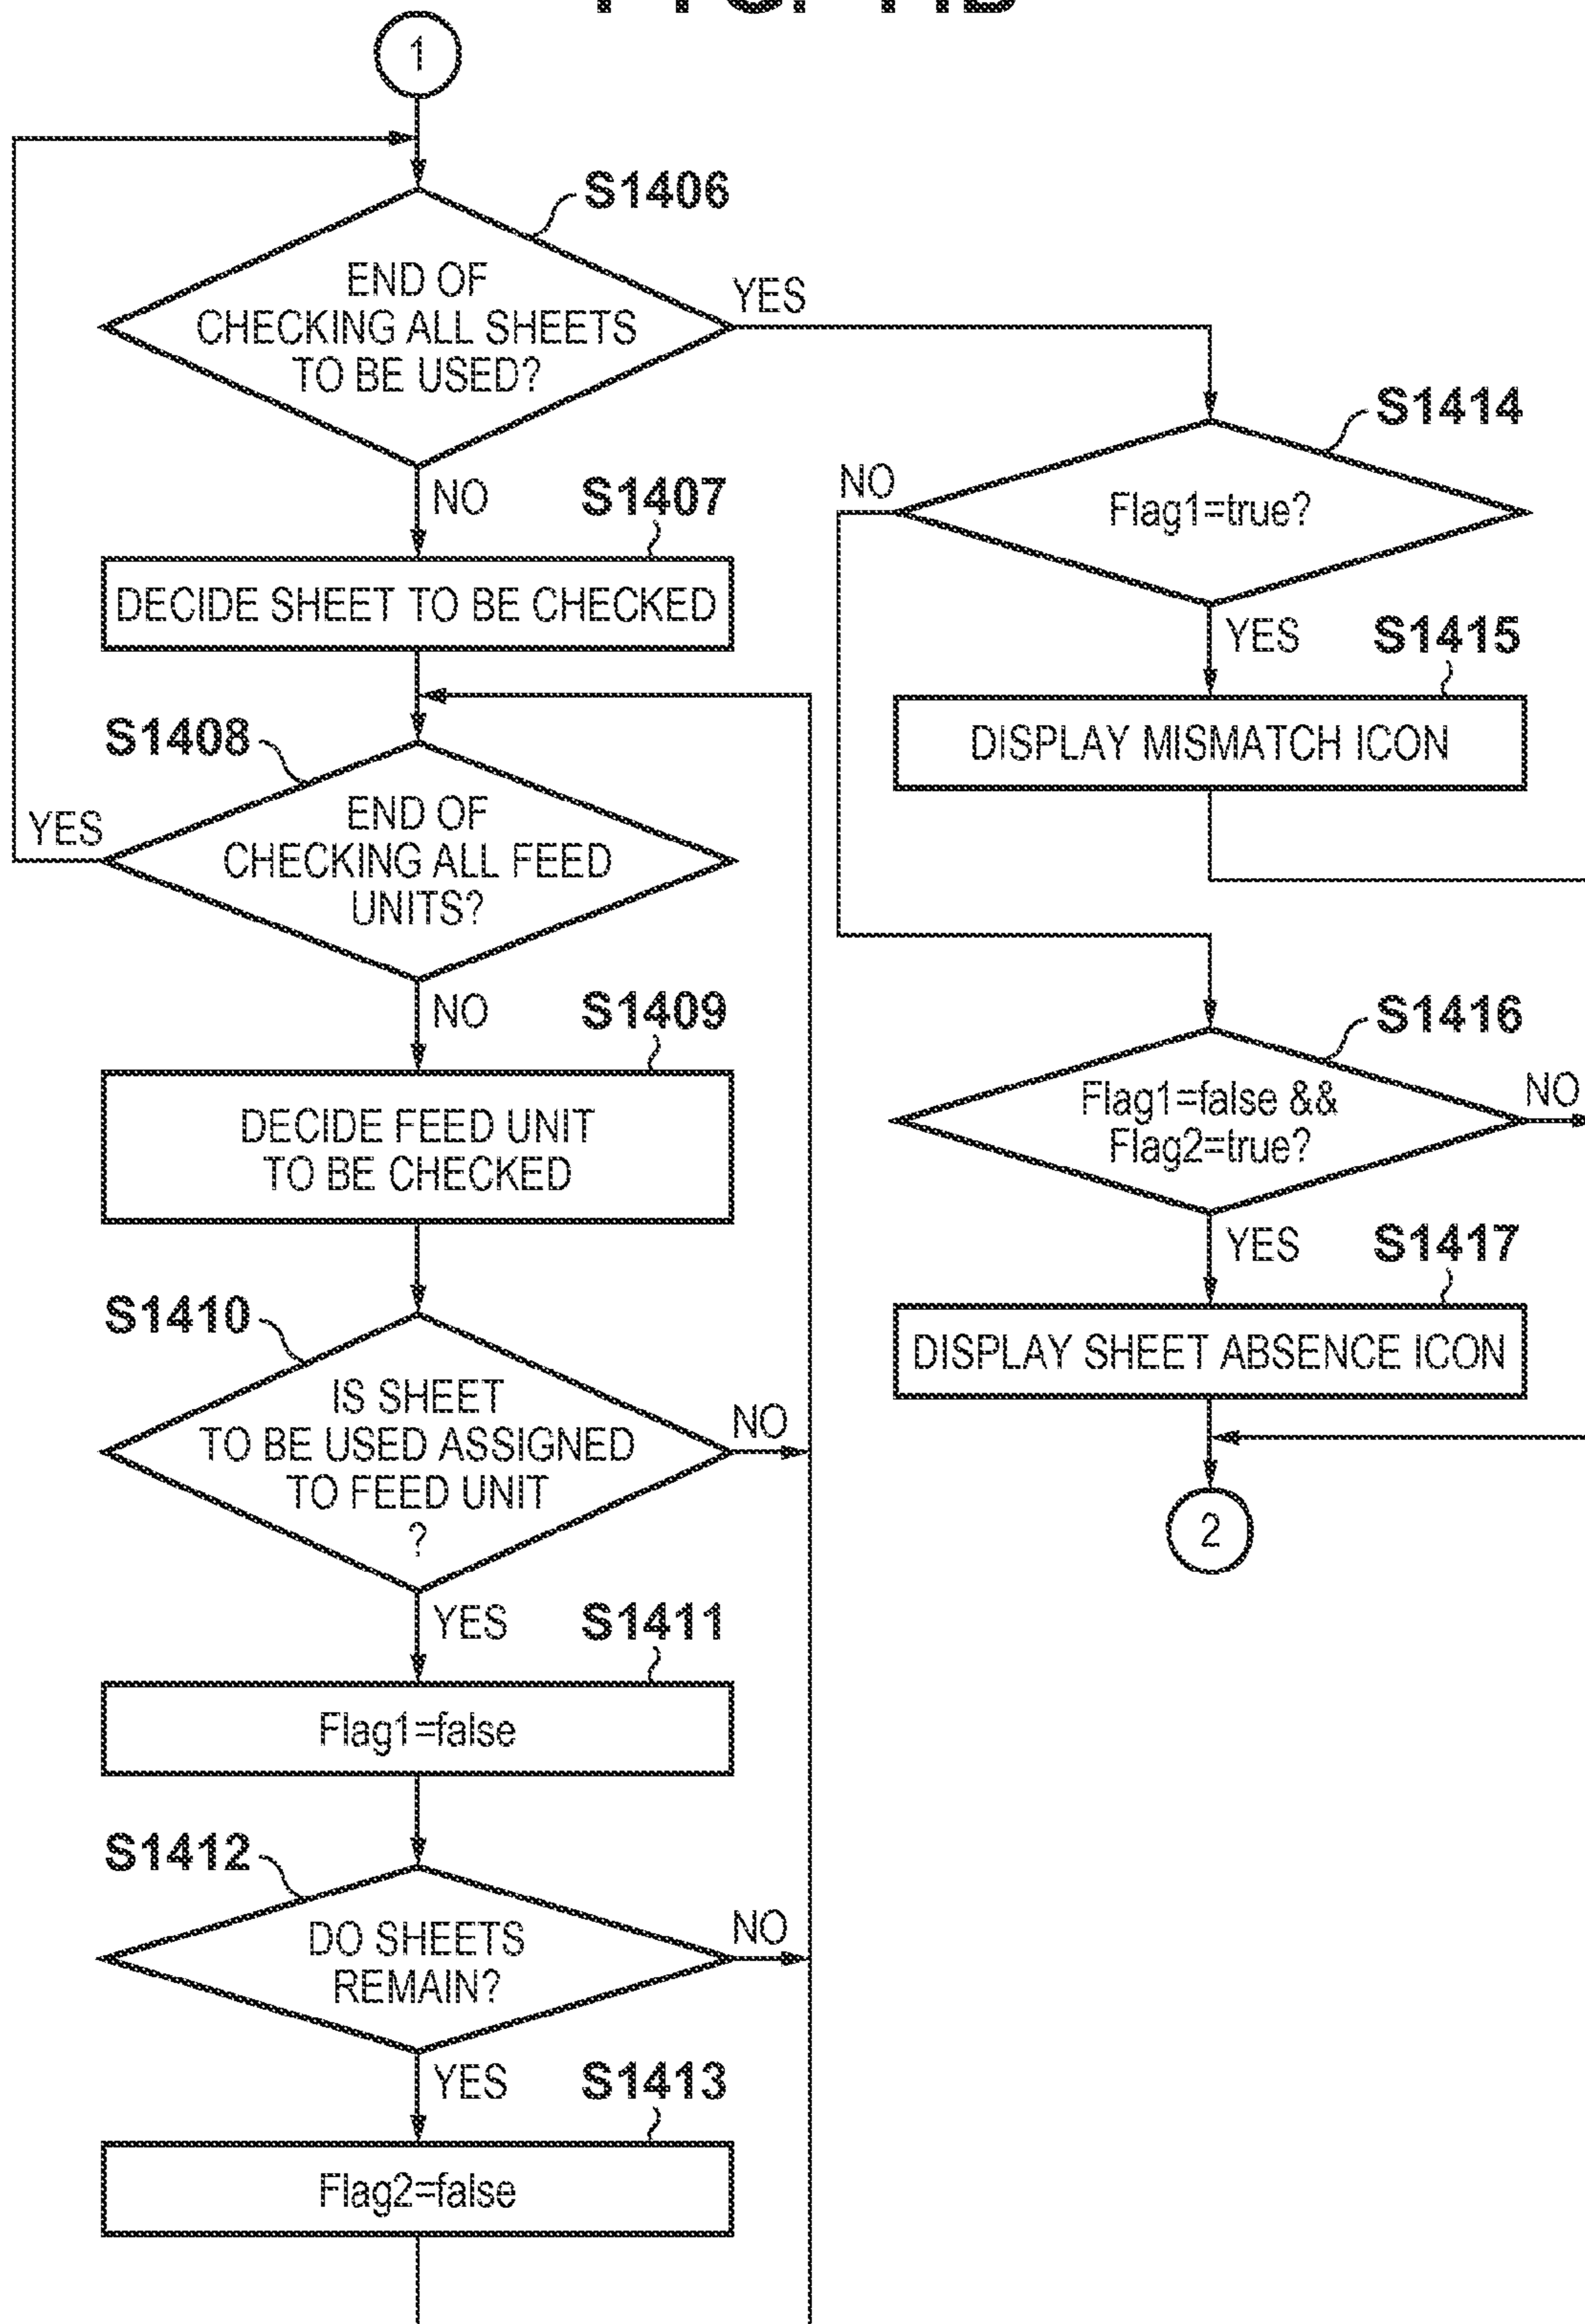 1
S1406
END OF
CHECKING ALL SHEETS
TO BE USED?
YES
NO
S1407
DECIDE SHEET TO BE CHECKED
S1408
END OF
CHECKING ALL FEED
UNITS?
YES
NO
S1409
DECIDE FEED UNIT
TO BE CHECKED
S1410
IS SHEET
TO BE USED ASSIGNED
TO FEED UNIT
?
NO
YES
S1411
Flag1=false
S1412
DO SHEETS
REMAIN?
NO
YES
S1413
Flag2=false
S1414
Flag1=true?
NO
YES
S1415
DISPLAY MISMATCH ICON
S1416
Flag1=false &&
Flag2=true?
NO
YES
S1417
DISPLAY SHEET ABSENCE ICON
2